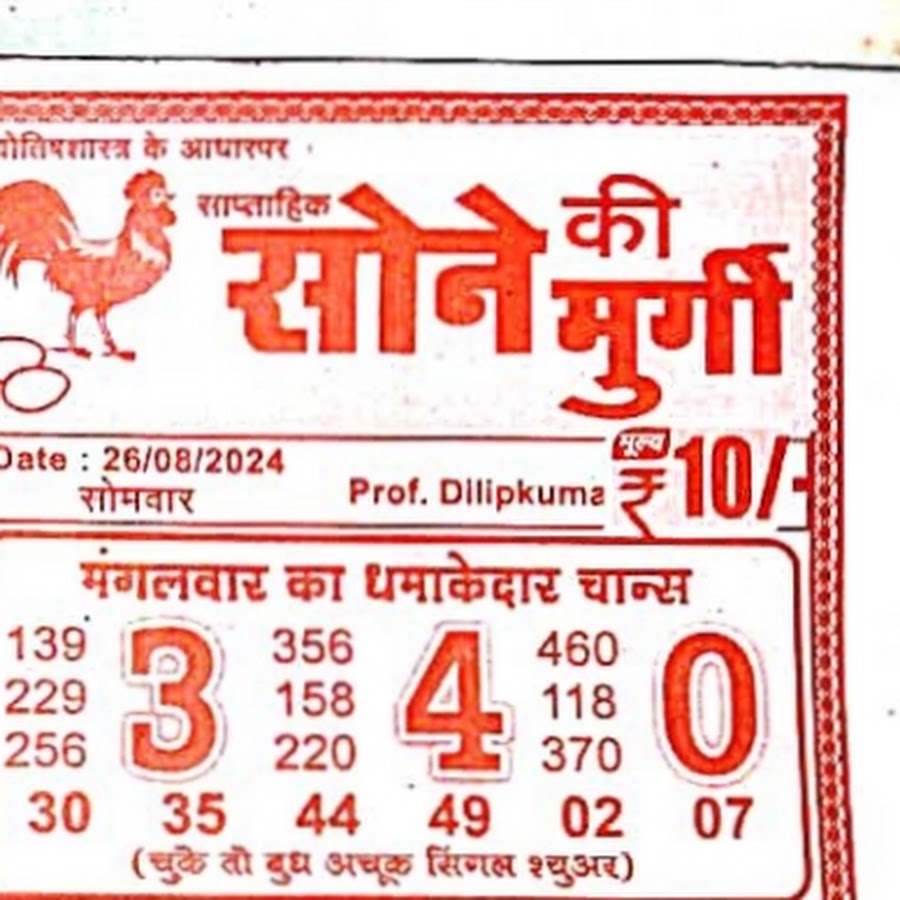 ज्योतिषशास्त्र के आधारपर
साप्ताहिक
सोने की मुर्गी
Date : 26/08/2024
सोमवार
Prof. Dilipkuma
मूल्य ₹10/-
मंगलवार का धमाकेदार चान्स
139 3 356 4 460 0
229 158 118
256 220 370
30 35 44 49 02 07
(चुके तो बुध अचूक सिंगल श्युअर)